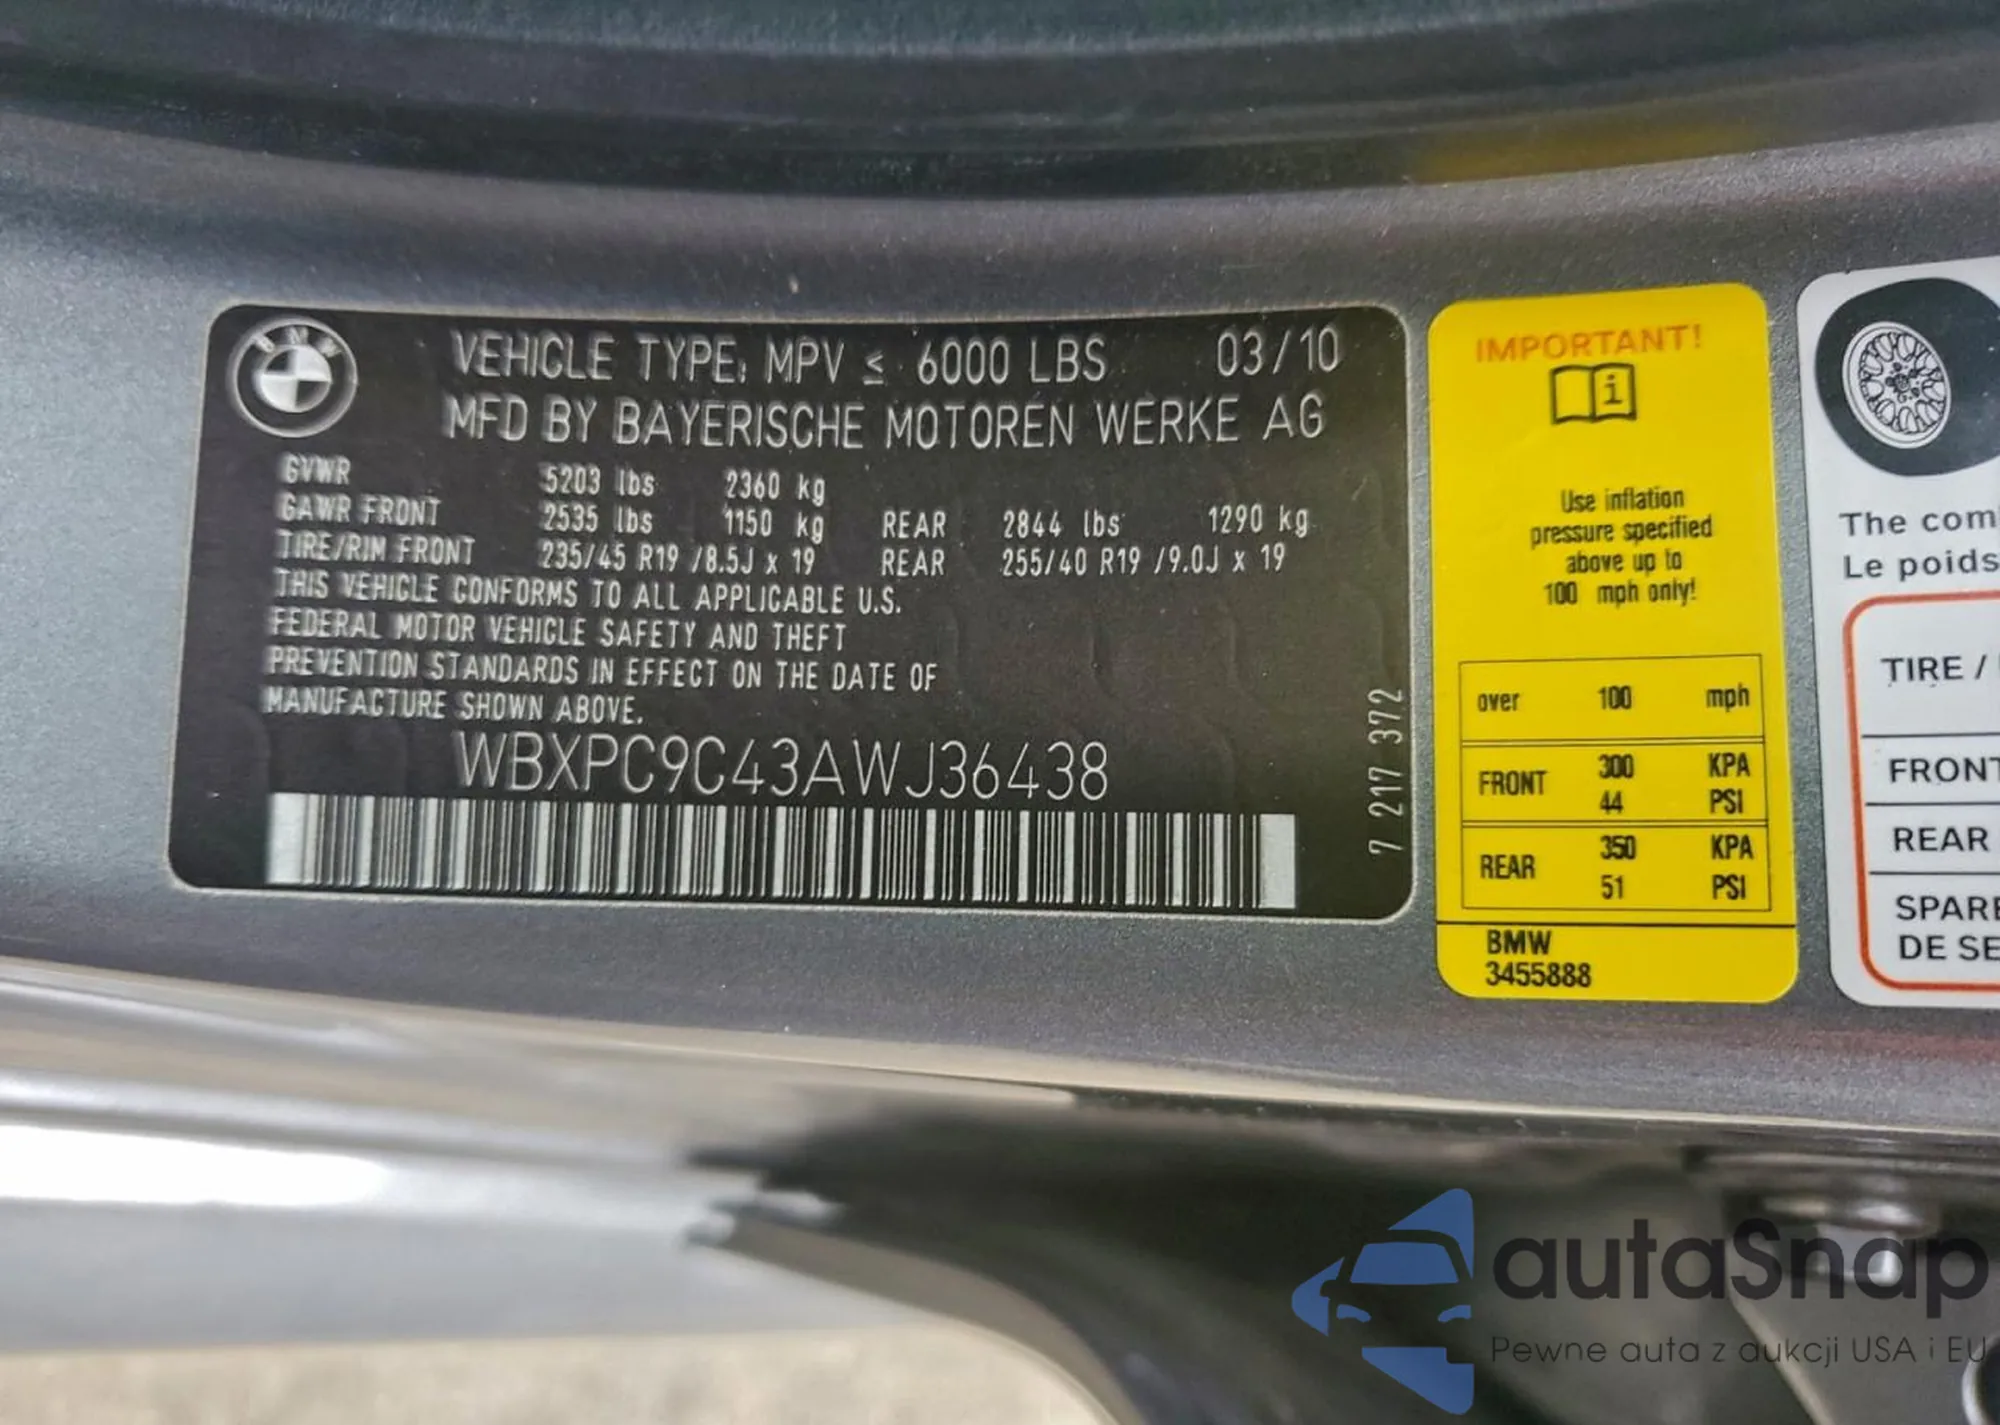 BMW
VEHICLE TYPE: MPV ≤ 6000 LBS 03/10
MFD BY BAYERISCHE MOTOREN WERKE AG
GVWR 5203 lbs 2360 kg
GAWR FRONT 2535 lbs 1150 kg REAR 2844 lbs 1290 kg
TIRE/RIM FRONT 235/45 R19 /8.5J x 19 REAR 255/40 R19 /9.0J x 19
THIS VEHICLE CONFORMS TO ALL APPLICABLE U.S.
FEDERAL MOTOR VEHICLE SAFETY AND THEFT
PREVENTION STANDARDS IN EFFECT ON THE DATE OF
MANUFACTURE SHOWN ABOVE.
WBXPC9C43AWJ36438
7 217 372
IMPORTANT!
i
Use inflation
pressure specified
above up to
100 mph only!
over 100 mph
FRONT 300 KPA
44 PSI
REAR 350 KPA
51 PSI
BMW
3455888
The com
Le poids
TIRE /
FRONT
REAR
SPARE
DE SE
autaSnap
Pewne auta z aukcji USA i EU